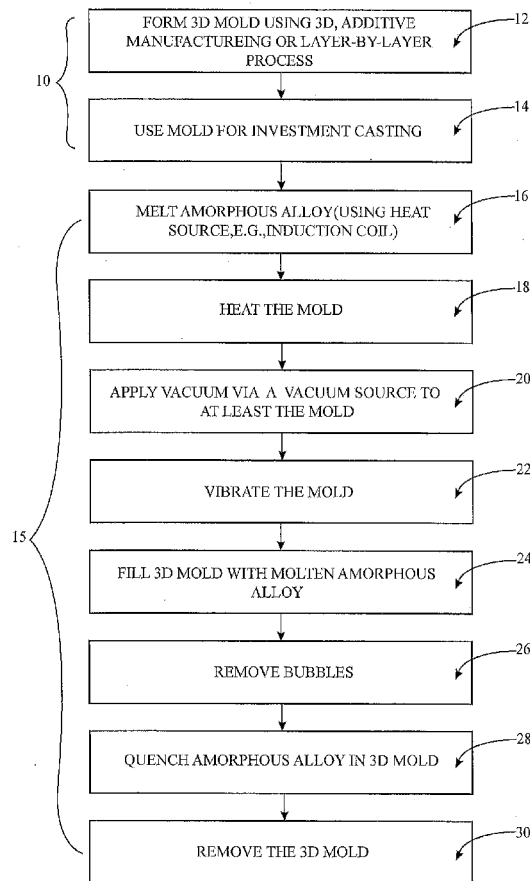 FORM 3D MOLD USING 3D, ADDITIVE
MANUFACTUREING OR LAYER-BY-LAYER
PROCESS
12
10
USE MOLD FOR INVESTMENT CASTING
14
MELT AMORPHOUS ALLOY(USING HEAT
SOURCE,E.G.,INDUCTION COIL)
16
HEAT THE MOLD
18
APPLY VACUUM VIA A VACUUM SOURCE TO
AT LEAST THE MOLD
20
VIBRATE THE MOLD
22
15
FILL 3D MOLD WITH MOLTEN AMORPHOUS
ALLOY
24
REMOVE BUBBLES
26
QUENCH AMORPHOUS ALLOY IN 3D MOLD
28
REMOVE THE 3D MOLD
30